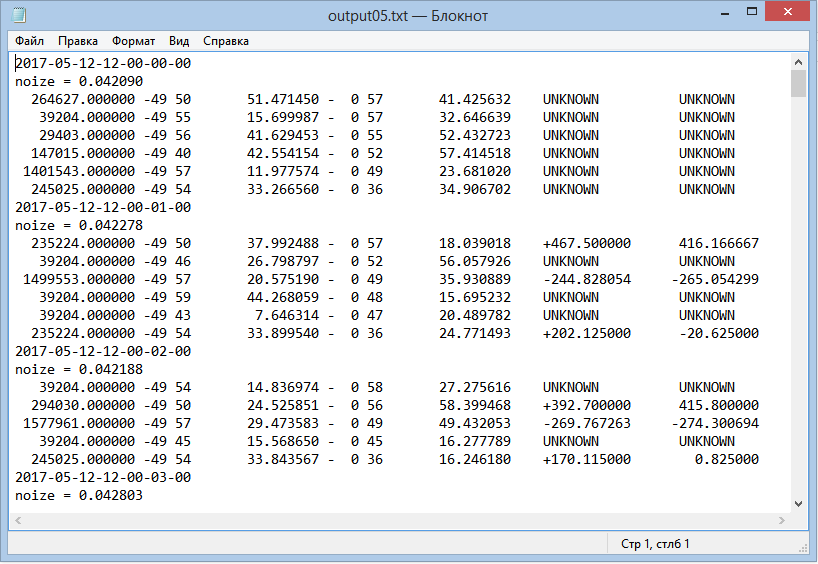 output05.txt — Блокнот
Файл Правка Формат Вид Справка
2017-05-12-12-00-00-00
noize = 0.042090
264627.000000 -49 50 51.471450 - 0 57 41.425632 UNKNOWN UNKNOWN
39204.000000 -49 55 15.699987 - 0 57 32.646639 UNKNOWN UNKNOWN
29403.000000 -49 56 41.629453 - 0 55 52.432723 UNKNOWN UNKNOWN
147015.000000 -49 40 42.554154 - 0 52 57.414518 UNKNOWN UNKNOWN
1401543.000000 -49 57 11.977574 - 0 49 23.681020 UNKNOWN UNKNOWN
245025.000000 -49 54 33.266560 - 0 36 34.906702 UNKNOWN UNKNOWN
2017-05-12-12-00-01-00
noize = 0.042278
235224.000000 -49 50 37.992488 - 0 57 18.039018 +467.500000 416.166667
39204.000000 -49 46 26.798797 - 0 52 56.057926 UNKNOWN UNKNOWN
1499553.000000 -49 57 20.575190 - 0 49 35.930889 -244.828054 -265.054299
39204.000000 -49 59 44.268059 - 0 48 15.695232 UNKNOWN UNKNOWN
39204.000000 -49 43 7.646314 - 0 47 20.489782 UNKNOWN UNKNOWN
235224.000000 -49 54 33.899540 - 0 36 24.771493 +202.125000 -20.625000
2017-05-12-12-00-02-00
noize = 0.042188
39204.000000 -49 54 14.836974 - 0 58 27.275616 UNKNOWN UNKNOWN
294030.000000 -49 50 24.525851 - 0 56 58.399468 +392.700000 415.800000
1577961.000000 -49 57 29.473583 - 0 49 49.432053 -269.767263 -274.300694
39204.000000 -49 45 15.568650 - 0 45 16.277789 UNKNOWN UNKNOWN
245025.000000 -49 54 33.843567 - 0 36 16.246180 +170.115000 0.825000
2017-05-12-12-00-03-00
noize = 0.042803
Стр 1, стлб 1